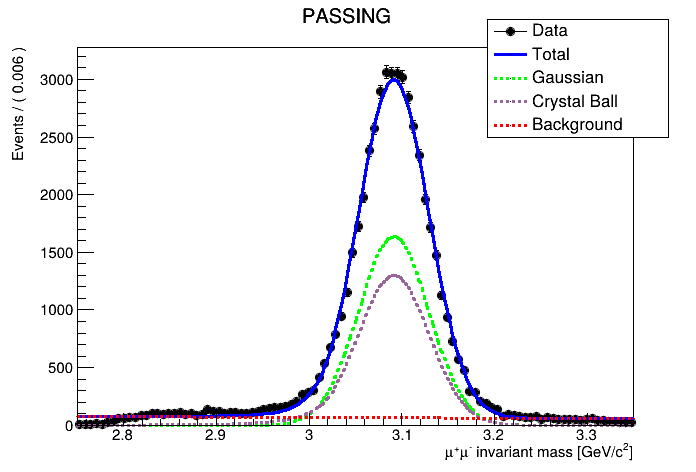 PASSING
Data
Total
Gaussian
Crystal Ball
Background
Events / ( 0.006 )
3000
2500
2000
1500
1000
500
0
2.8 2.9 3 3.1 3.2 3.3
μ⁺μ⁻ invariant mass [GeV/c²]